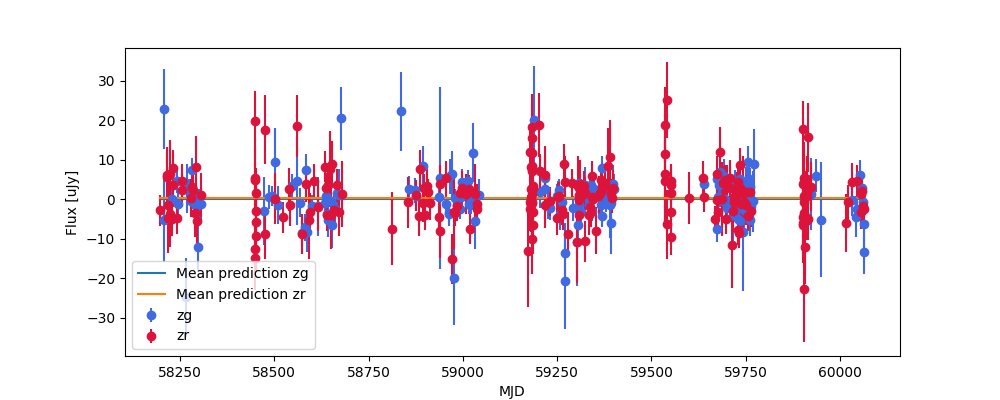 30
20
10
0
−10
−20
−30
Flux [uJy]
Mean prediction zg
Mean prediction zr
zg
zr
58250
58500
58750
59000
59250
59500
59750
60000
MJD